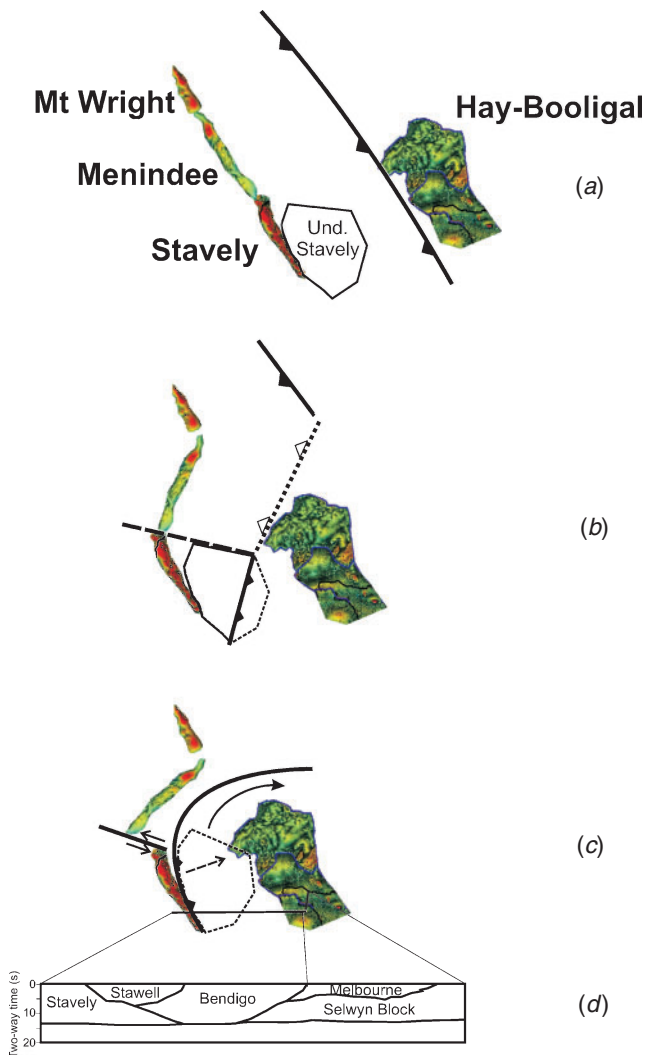 Mt Wright
Hay-Booligal
Menindee
(a)
Und.
Stavely
Stavely
(b)
(c)
Two-way time (s)
0
10
20
Stavely
Stawell
Bendigo
Melbourne
Selwyn Block
(d)